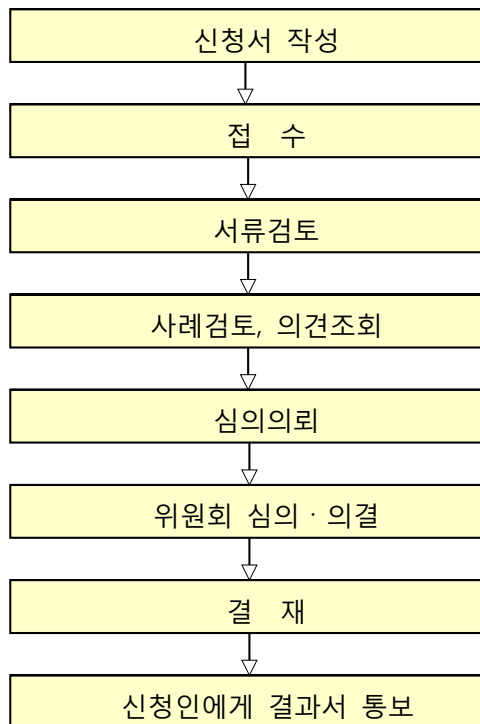 신청서 작성
접 수
서류검토
사례검토, 의견조회
심의의뢰
위원회 심의 · 의결
결 재
신청인에게 결과서 통보